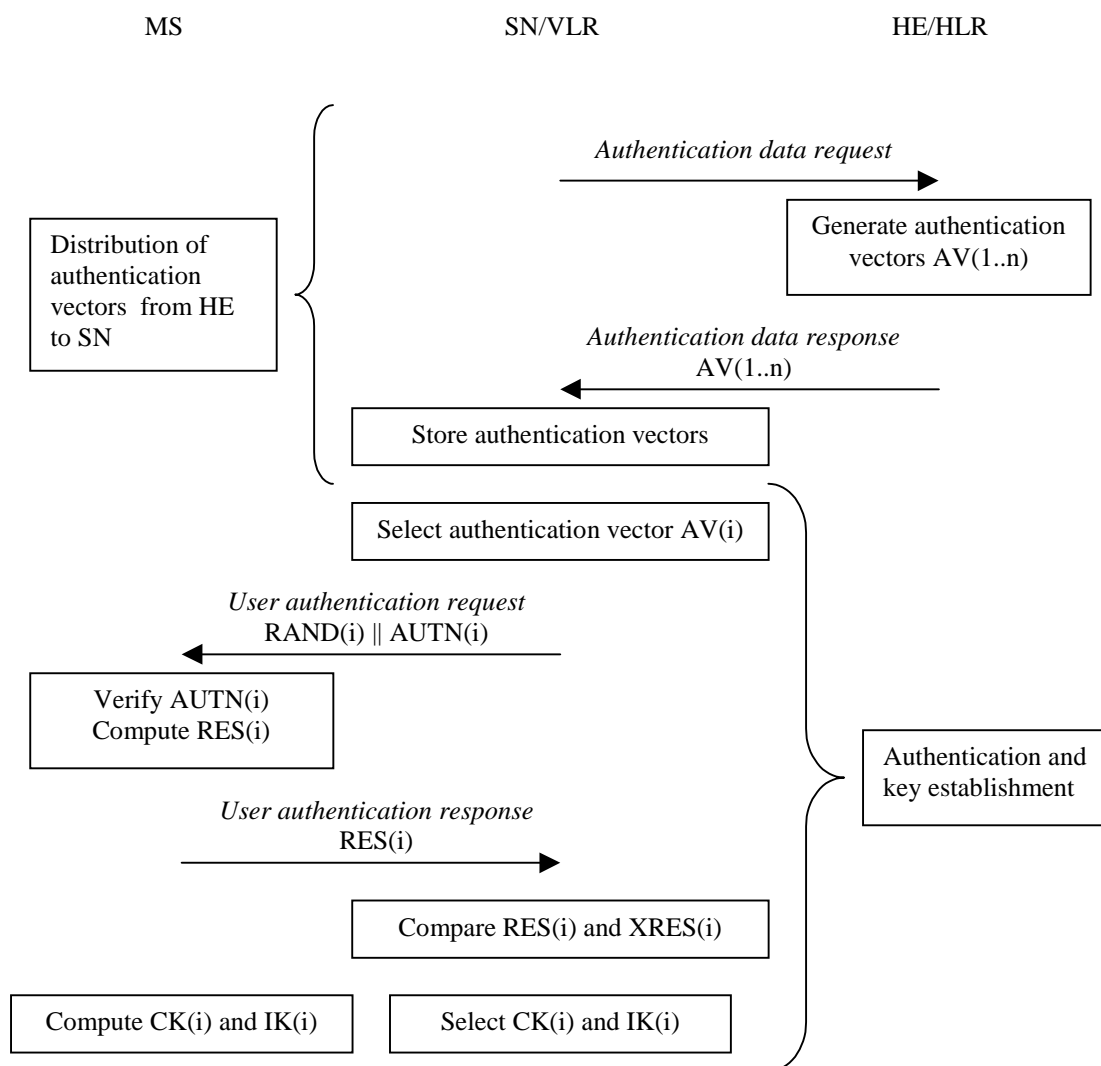 MS SN/VLR HE/HLR
Authentication data request
Generate authentication
vectors AV(1..n)
Distribution of
authentication
vectors from HE
to SN
Authentication data response
AV(1..n)
Store authentication vectors
Select authentication vector AV(i)
User authentication request
RAND(i) || AUTN(i)
Verify AUTN(i)
Compute RES(i)
Authentication and
key establishment
User authentication response
RES(i)
Compare RES(i) and XRES(i)
Compute CK(i) and IK(i)
Select CK(i) and IK(i)